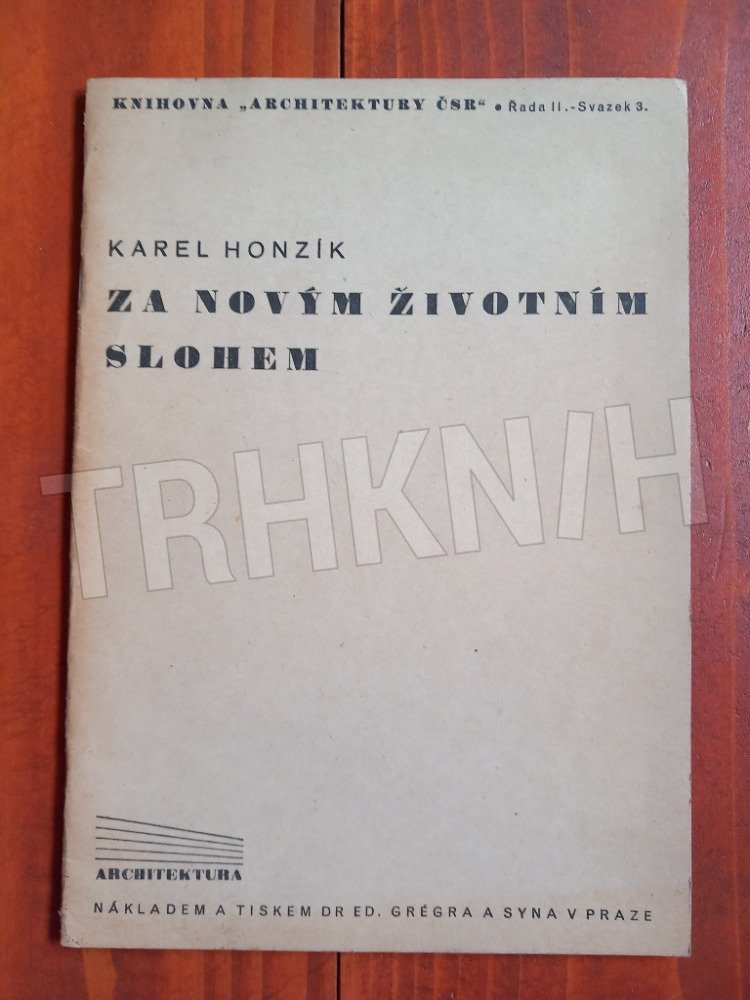 KNIHOVNA „ARCHITEKTURY ČSR“ • Řada II.-Svazek 3.
KAREL HONZÍK
ZA NOVÝM ŽIVOTNÍM
SLOHEM
TRHKNIH
ARCHITEKTURA
NÁKLADEM A TISKEM DR ED. GRÉGRA A SYNA V PRAZE